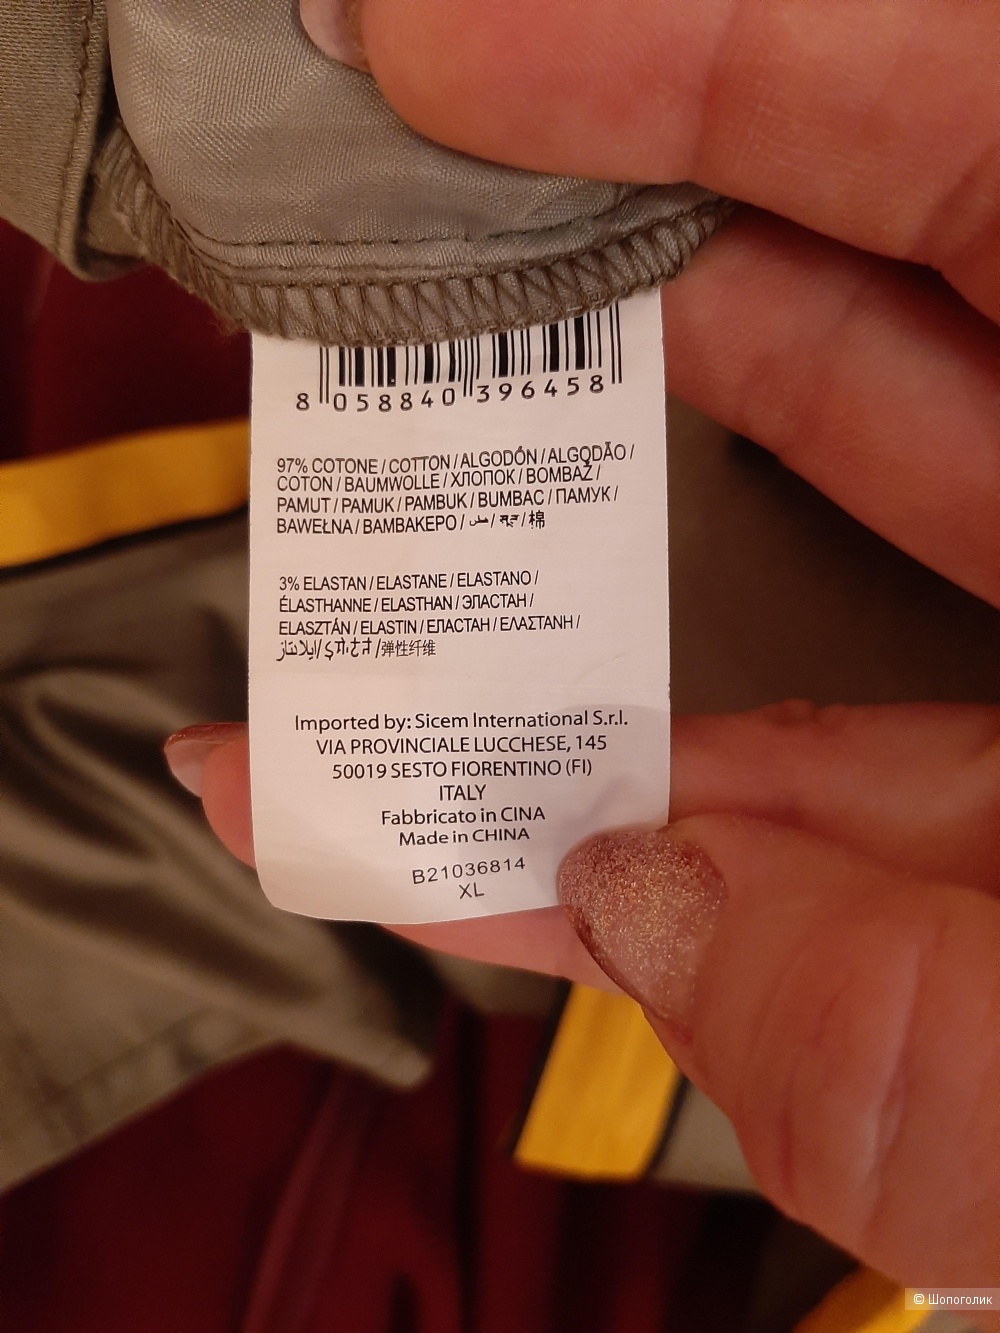 8 058840 396458
97% COTONE / COTTON / ALGODÓN / ALGODÃO /
COTON / BAUMWOLLE / ХЛОПОК / BOMBAŽ /
PAMUT / PAMUK / PAMBUK / BUMBAC / ПАМУК /
BAWEŁNA / BAMBAKEPO / / / 棉
3% ELASTAN / ELASTANE / ELASTANO /
ÉLASTHANNE / ELASTHAN / ЭЛАСТАН /
ELASZTÁN / ELASTIN / ЕЛАСТАН / ΕΛΑΣΤΑΝΗ /
/ / 弹性纤维
Imported by: Sicem International S.r.l.
VIA PROVINCIALE LUCCHESE, 145
50019 SESTO FIORENTINO (FI)
ITALY
Fabbricato in CINA
Made in CHINA
B21036814
XL
© Шопоголик